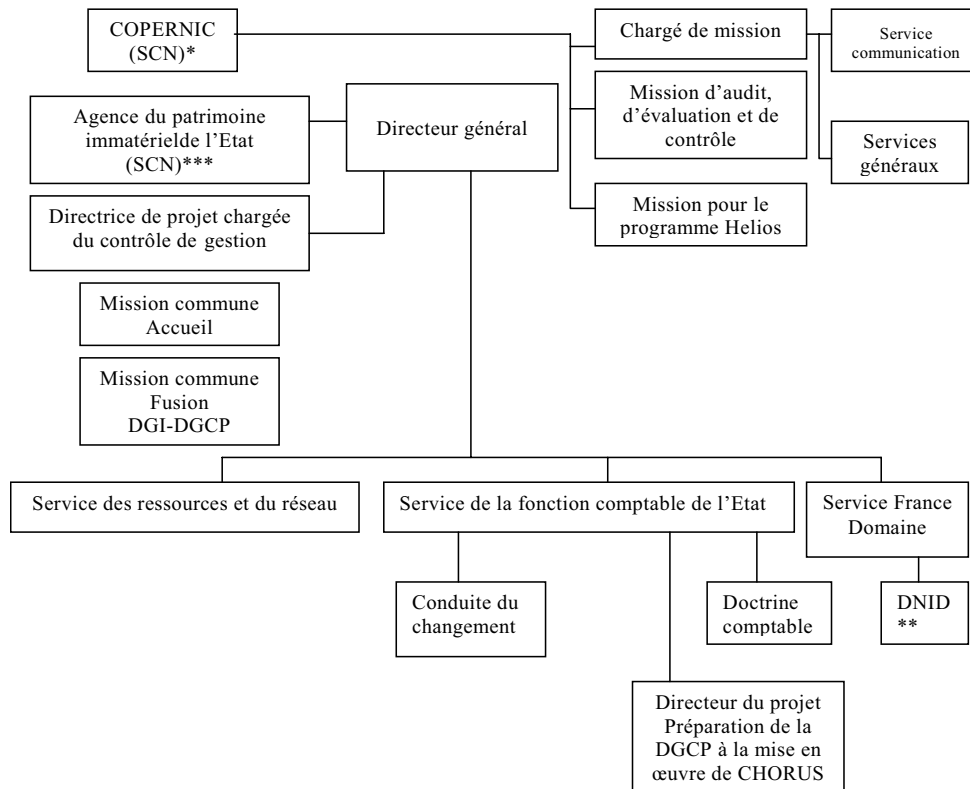 COPERNIC
(SCN)*
Chargé de mission
Service
communication
Agence du patrimoine
immatérielde l’Etat
(SCN)***
Directeur général
Mission d’audit,
d’évaluation et de
contrôle
Services
généraux
Directrice de projet chargée
du contrôle de gestion
Mission pour le
programme Helios
Mission commune
Accueil
Mission commune
Fusion
DGI-DGCP
Service des ressources et du réseau
Service de la fonction comptable de l’Etat
Service France
Domaine
Conduite du
changement
Doctrine
comptable
DNID
**
Directeur du projet
Préparation de la
DGCP à la mise en
œuvre de CHORUS